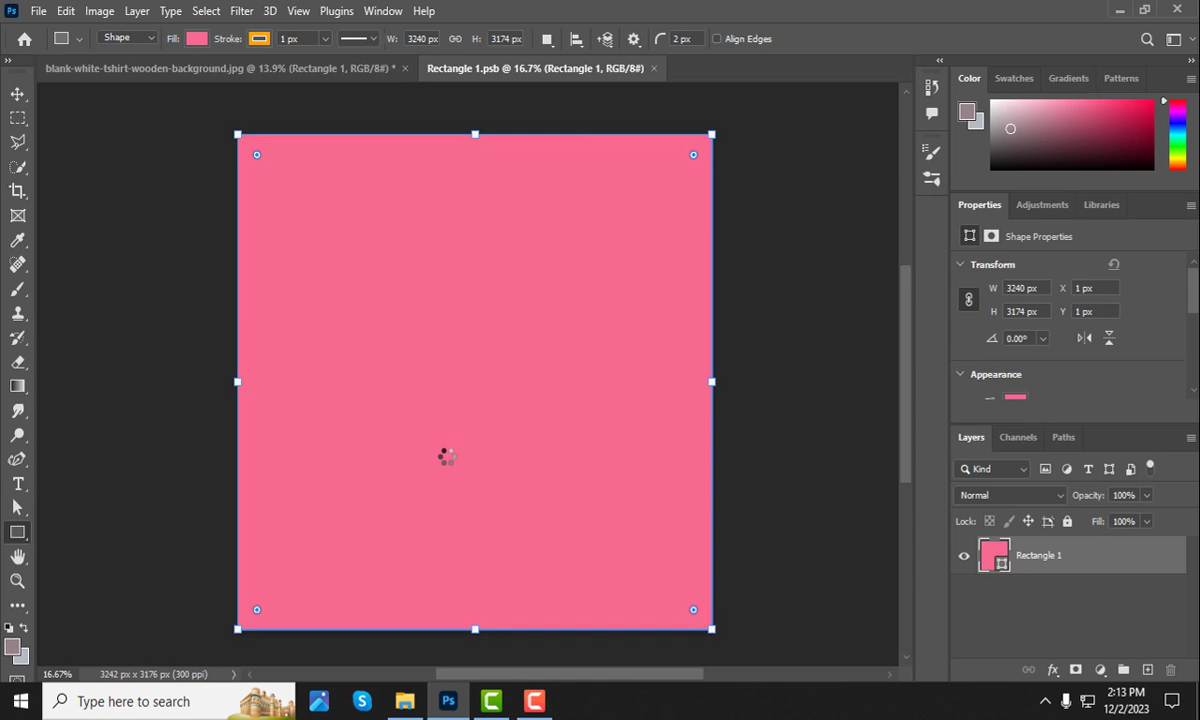 Ps File Edit Image Layer Type Select Filter 3D View Plugins Window Help
Shape Fill: Stroke: 1 px W: 3240 px H: 3174 px 2 px Align Edges
blank-white-tshirt-wooden-background.jpg @ 13.9% (Rectangle 1, RGB/8#) * × Rectangle 1.psb @ 16.7% (Rectangle 1, RGB/8#) ×
Color Swatches Gradients Patterns
Properties Adjustments Libraries
Shape Properties
Transform
W 3240 px X 1 px
H 3174 px Y 1 px
0.00°
Appearance
Layers Channels Paths
Kind
Normal Opacity: 100%
Lock: Fill: 100%
Rectangle 1
16.67% 3242 px x 3176 px (300 ppi)
Type here to search
Ps
2:13 PM
12/2/2023